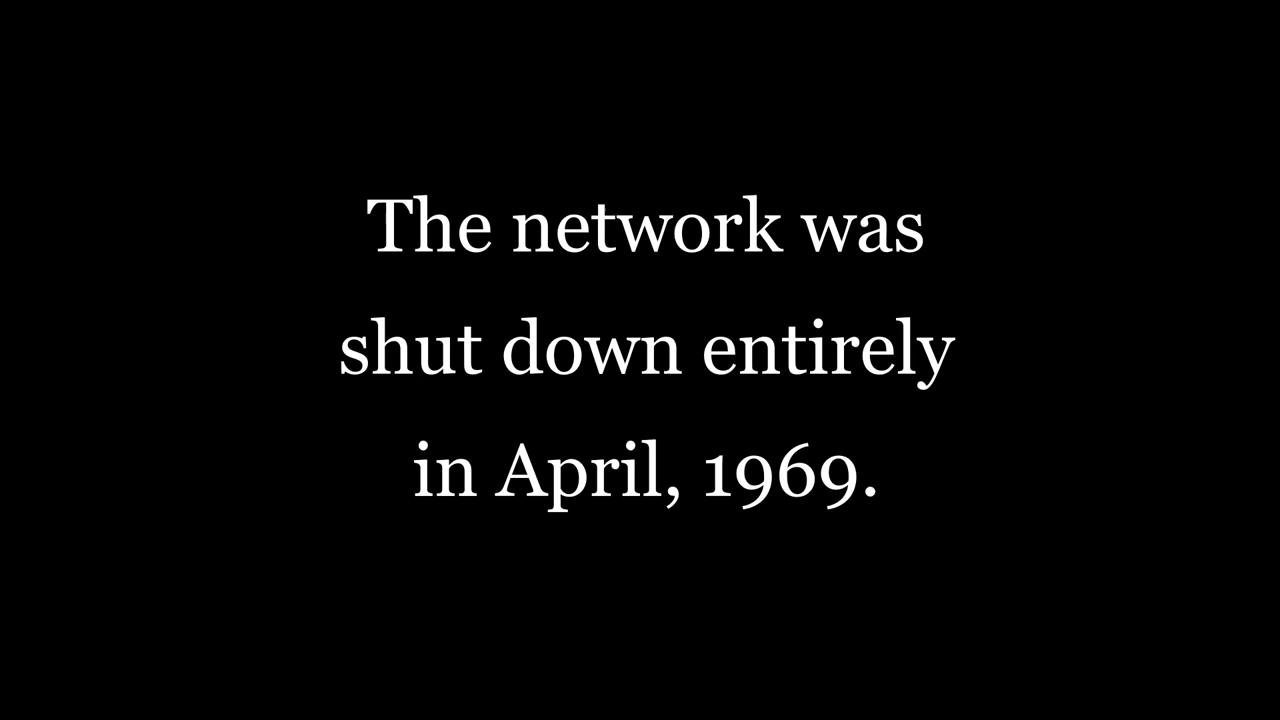 The network was
shut down entirely
in April, 1969.